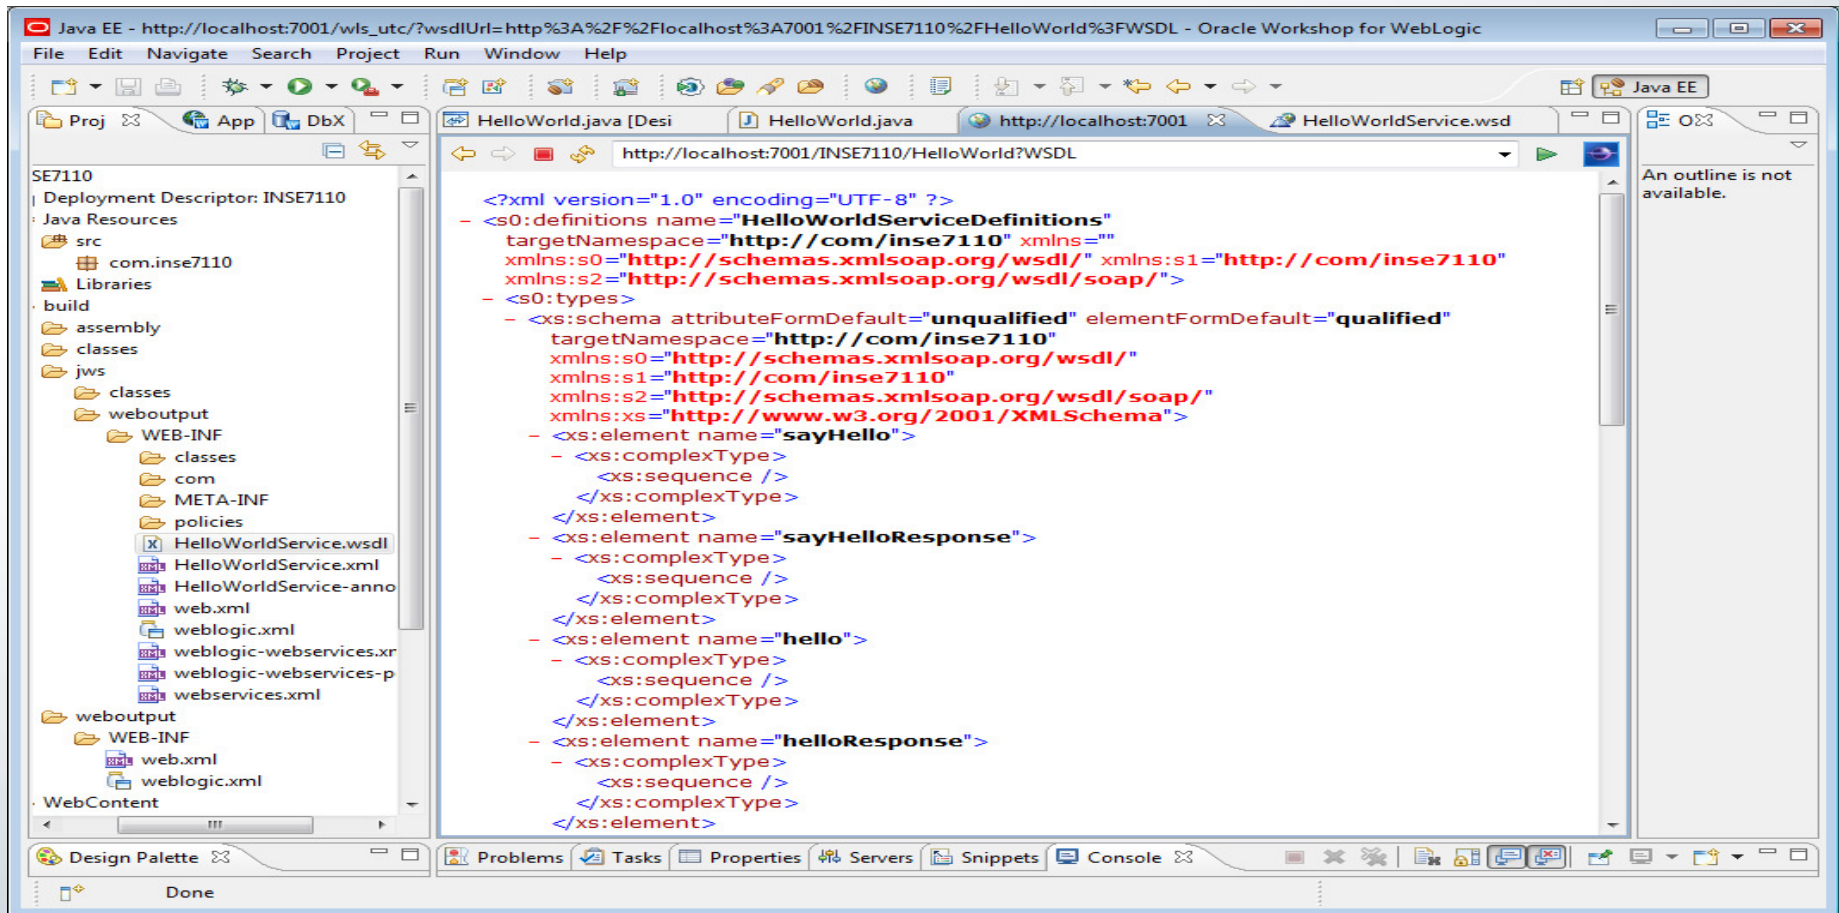 Java EE - http://localhost:7001/wls_utc/?wsdlUrl=http%3A%2F%2Flocalhost%3A7001%2FINSE7110%2FHelloWorld%3FWSDL - Oracle Workshop for WebLogic
File Edit Navigate Search Project Run Window Help
Java EE
Proj App DbX
HelloWorld.java [Desi HelloWorld.java http://localhost:7001 HelloWorldService.wsd
O
http://localhost:7001/INSE7110/HelloWorld?WSDL
An outline is not
available.
SE7110
Deployment Descriptor: INSE7110
Java Resources
src
com.inse7110
Libraries
build
assembly
classes
jws
classes
weboutput
WEB-INF
classes
com
META-INF
policies
HelloWorldService.wsdl
HelloWorldService.xml
HelloWorldService-anno
web.xml
weblogic.xml
weblogic-webservices.xr
weblogic-webservices-p
webservices.xml
weboutput
WEB-INF
web.xml
weblogic.xml
WebContent
<?xml version="1.0" encoding="UTF-8" ?>
- <s0:definitions name="HelloWorldServiceDefinitions"
targetNamespace="http://com/inse7110" xmlns=""
xmlns:s0="http://schemas.xmlsoap.org/wsdl/" xmlns:s1="http://com/inse7110"
xmlns:s2="http://schemas.xmlsoap.org/wsdl/soap/">
- <s0:types>
- <xs:schema attributeFormDefault="unqualified" elementFormDefault="qualified"
targetNamespace="http://com/inse7110"
xmlns:s0="http://schemas.xmlsoap.org/wsdl/"
xmlns:s1="http://com/inse7110"
xmlns:s2="http://schemas.xmlsoap.org/wsdl/soap/"
xmlns:xs="http://www.w3.org/2001/XMLSchema">
- <xs:element name="sayHello">
- <xs:complexType>
<xs:sequence />
</xs:complexType>
</xs:element>
- <xs:element name="sayHelloResponse">
- <xs:complexType>
<xs:sequence />
</xs:complexType>
</xs:element>
- <xs:element name="hello">
- <xs:complexType>
<xs:sequence />
</xs:complexType>
</xs:element>
- <xs:element name="helloResponse">
- <xs:complexType>
<xs:sequence />
</xs:complexType>
</xs:element>
Design Palette
Problems Tasks Properties Servers Snippets Console
Done